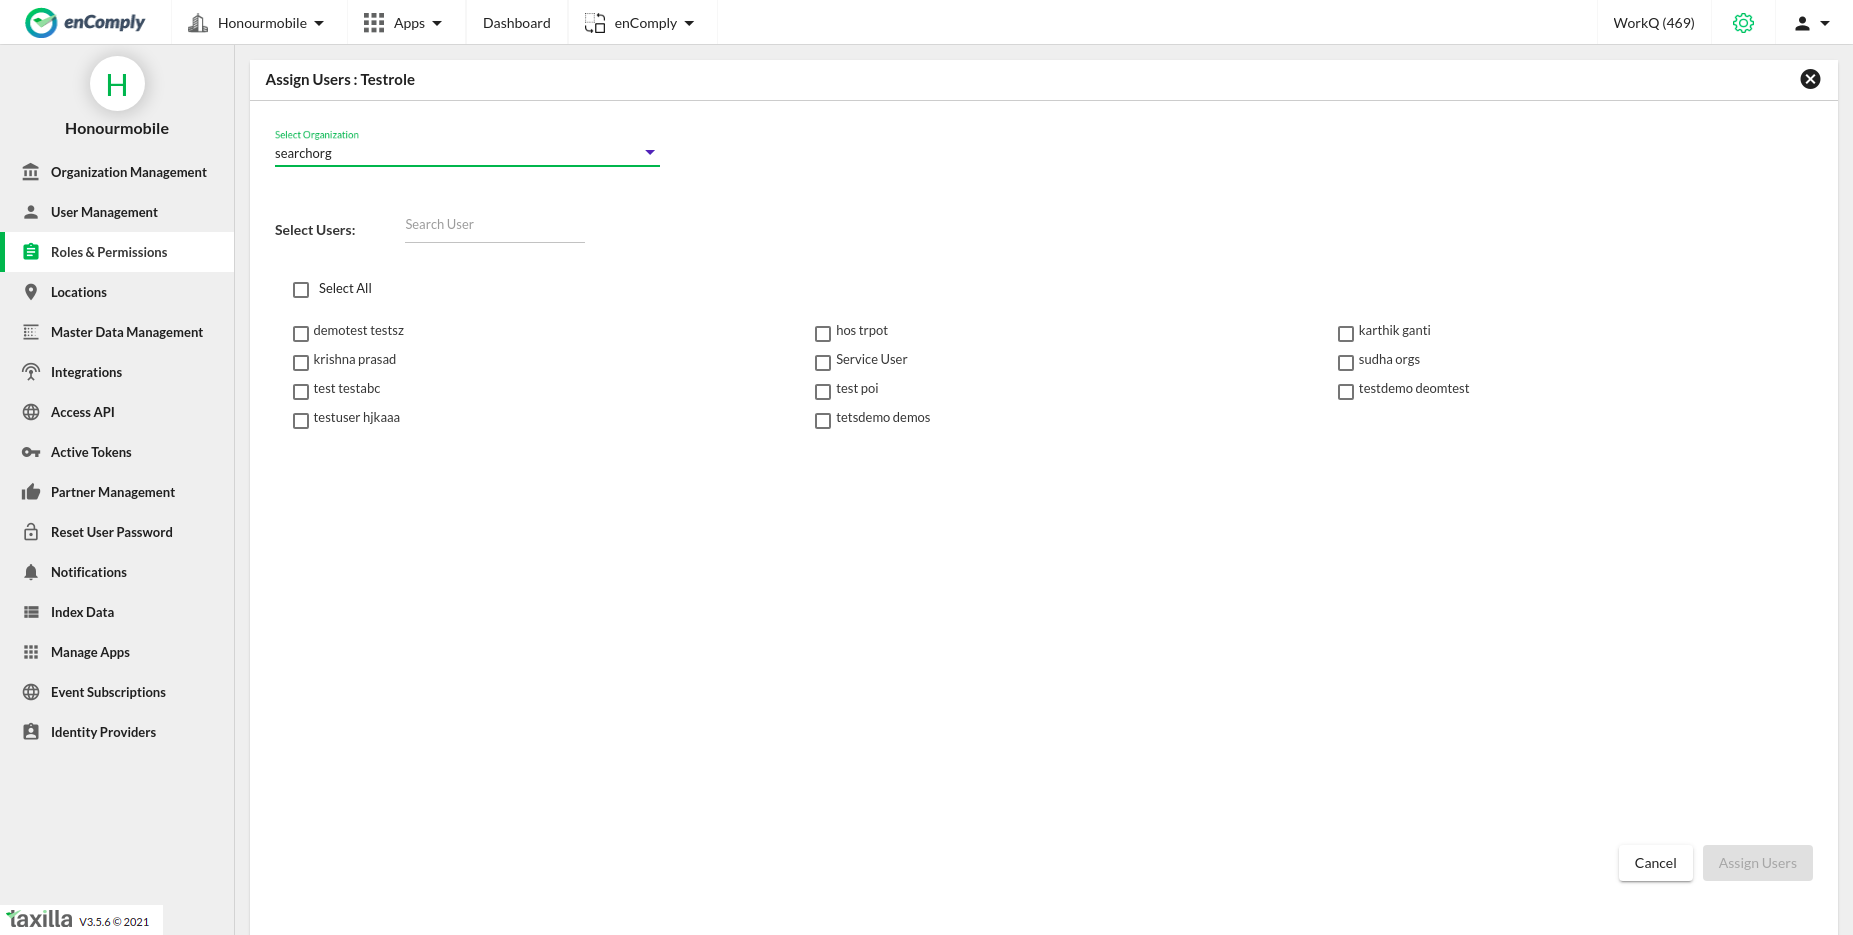 enComply
Honourmobile
Apps
Dashboard
enComply
WorkQ (469)
H
Honourmobile
Organization Management
User Management
Roles & Permissions
Locations
Master Data Management
Integrations
Access API
Active Tokens
Partner Management
Reset User Password
Notifications
Index Data
Manage Apps
Event Subscriptions
Identity Providers
taxilla V3.5.6 © 2021
Assign Users : Testrole
Select Organization
searchorg
Select Users:
Search User
Select All
demotest testsz
hos trpot
karthik ganti
krishna prasad
Service User
sudha orgs
test testabc
test poi
testdemo deomtest
testuser hjkaaa
tetsdemo demos
Cancel
Assign Users